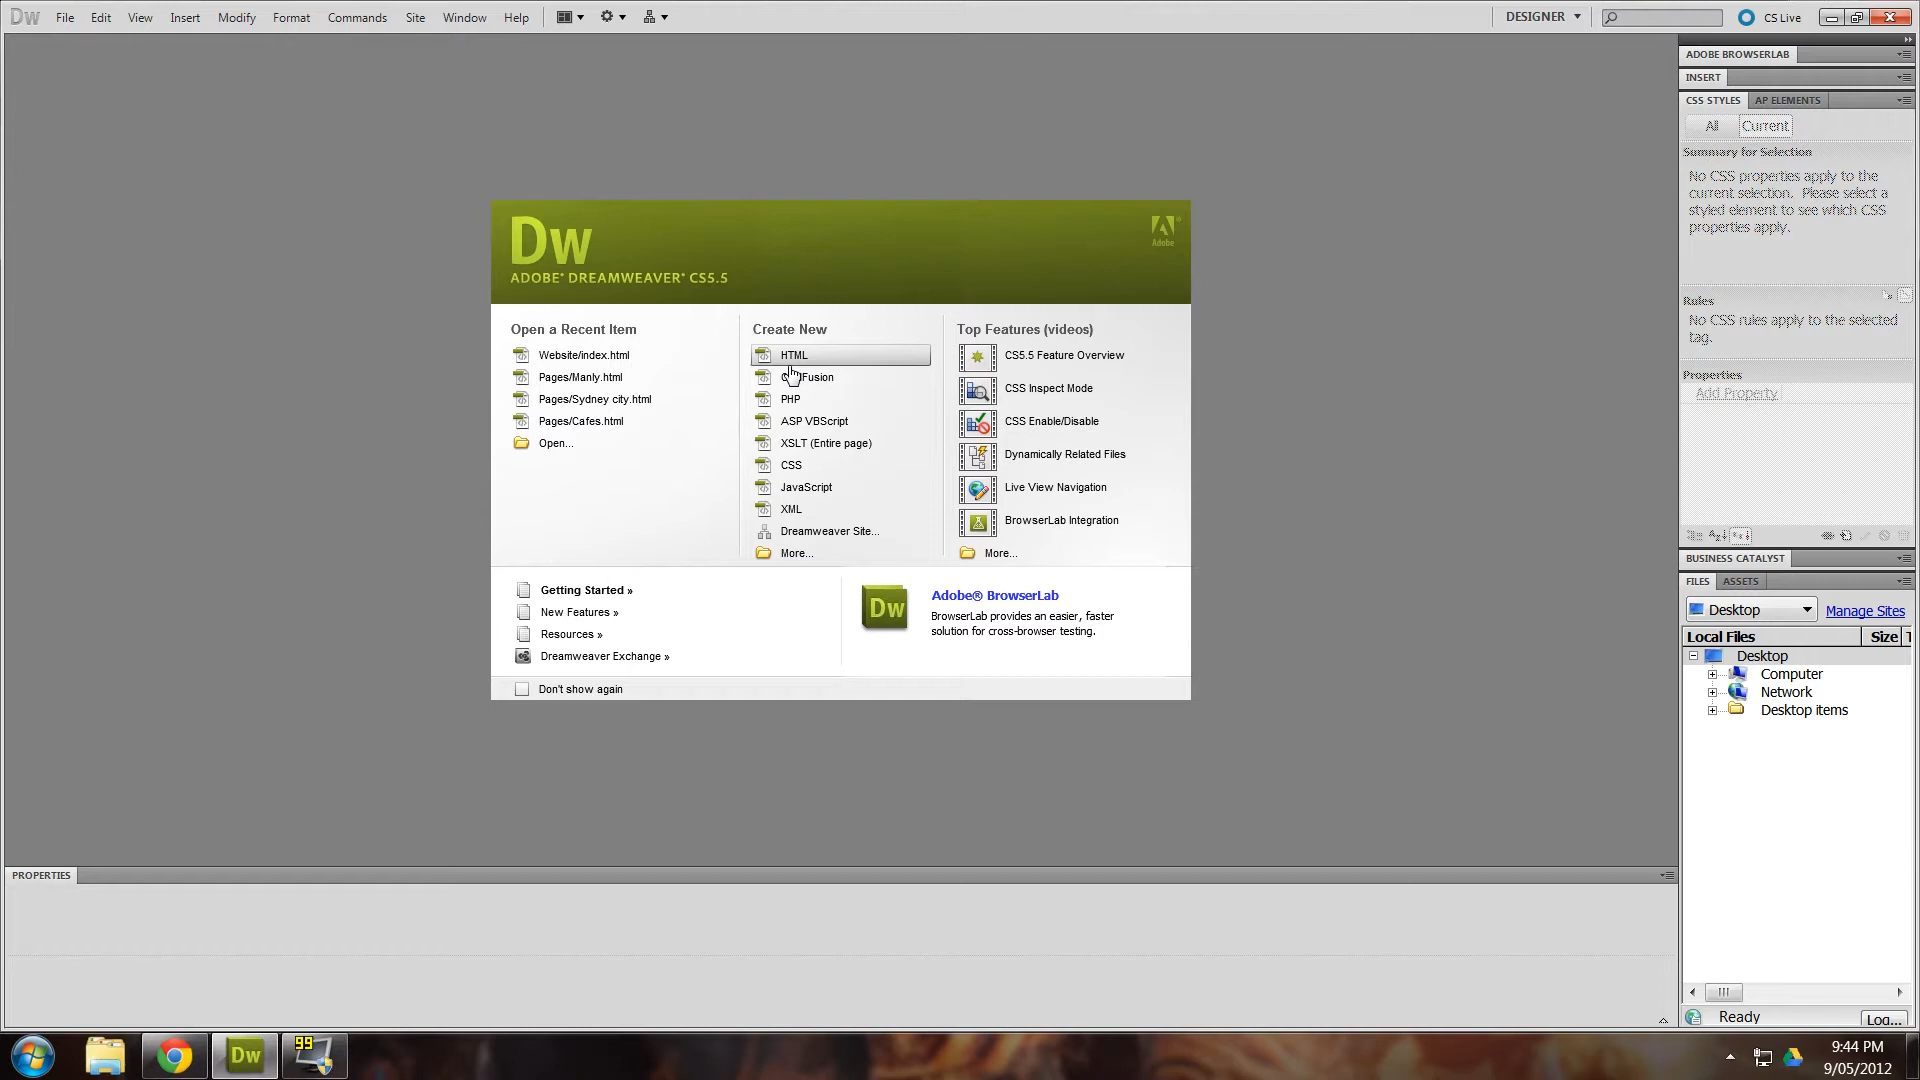 Dw File Edit View Insert Modify Format Commands Site Window Help DESIGNER CS Live
ADOBE BROWSERLAB
INSERT
CSS STYLES AP ELEMENTS
All Current
Summary for Selection
No CSS properties apply to the
current selection. Please select a
styled element to see which CSS
properties apply.
Rules
No CSS rules apply to the selected
tag.
Properties
Add Property
BUSINESS CATALYST
FILES ASSETS
Desktop Manage Sites
Local Files Size
Desktop
Computer
Network
Desktop items
Ready Log...
Dw
ADOBE® DREAMWEAVER® CS5.5
Adobe
Open a Recent Item
Website/index.html
Pages/Manly.html
Pages/Sydney city.html
Pages/Cafes.html
Open...
Create New
HTML
PHP
ASP VBScript
XSLT (Entire page)
CSS
JavaScript
XML
Dreamweaver Site...
More...
Top Features (videos)
CS5.5 Feature Overview
CSS Inspect Mode
CSS Enable/Disable
Dynamically Related Files
Live View Navigation
BrowserLab Integration
More...
Getting Started »
New Features »
Resources »
Dreamweaver Exchange »
Dw
Adobe® BrowserLab
BrowserLab provides an easier, faster
solution for cross-browser testing.
Don't show again
PROPERTIES
Dw
99
9:44 PM
9/05/2012